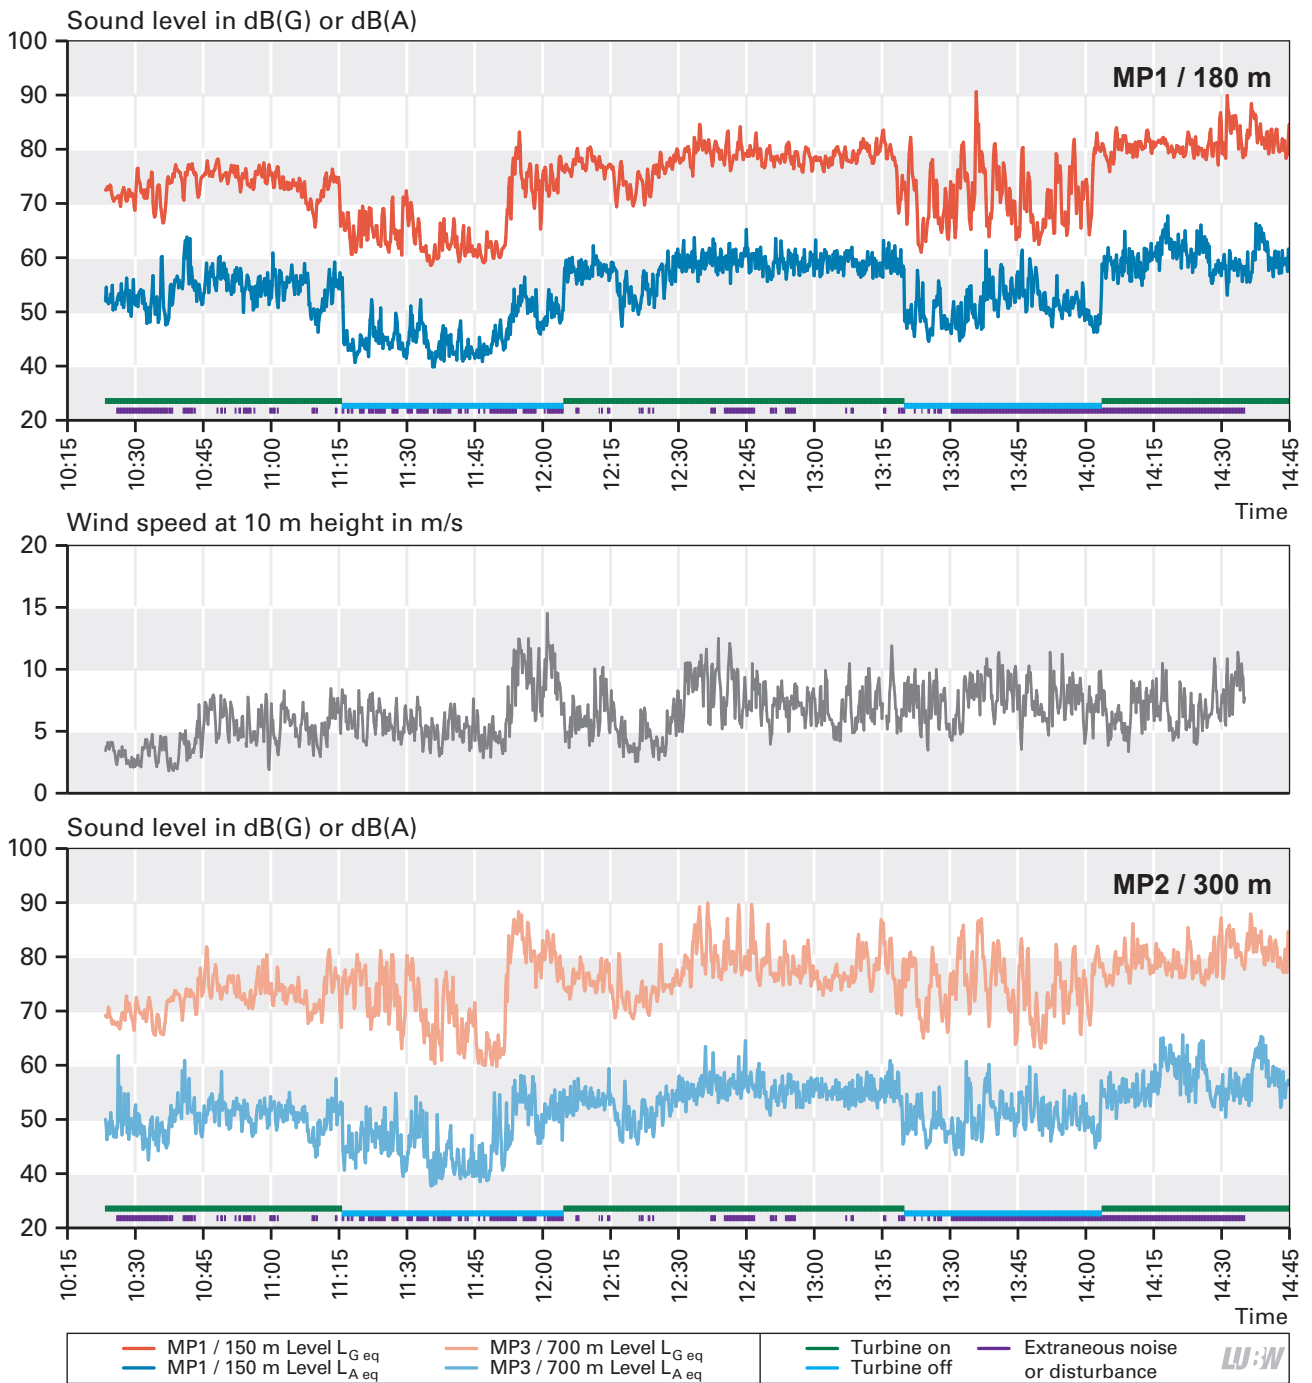 Sound level in dB(G) or dB(A)
MP1 / 180 m
100
90
80
70
60
50
40
20
10:15 10:30 10:45 11:00 11:15 11:30 11:45 12:00 12:15 12:30 12:45 13:00 13:15 13:30 13:45 14:00 14:15 14:30 14:45
Time
Wind speed at 10 m height in m/s
20
15
10
5
0
Sound level in dB(G) or dB(A)
MP2 / 300 m
100
90
80
70
60
50
40
20
10:15 10:30 10:45 11:00 11:15 11:30 11:45 12:00 12:15 12:30 12:45 13:00 13:15 13:30 13:45 14:00 14:15 14:30 14:45
Time
MP1 / 150 m Level L G eq
MP1 / 150 m Level L A eq
MP3 / 700 m Level L G eq
MP3 / 700 m Level L A eq
Turbine on
Turbine off
Extraneous noise
or disturbance
LUBW